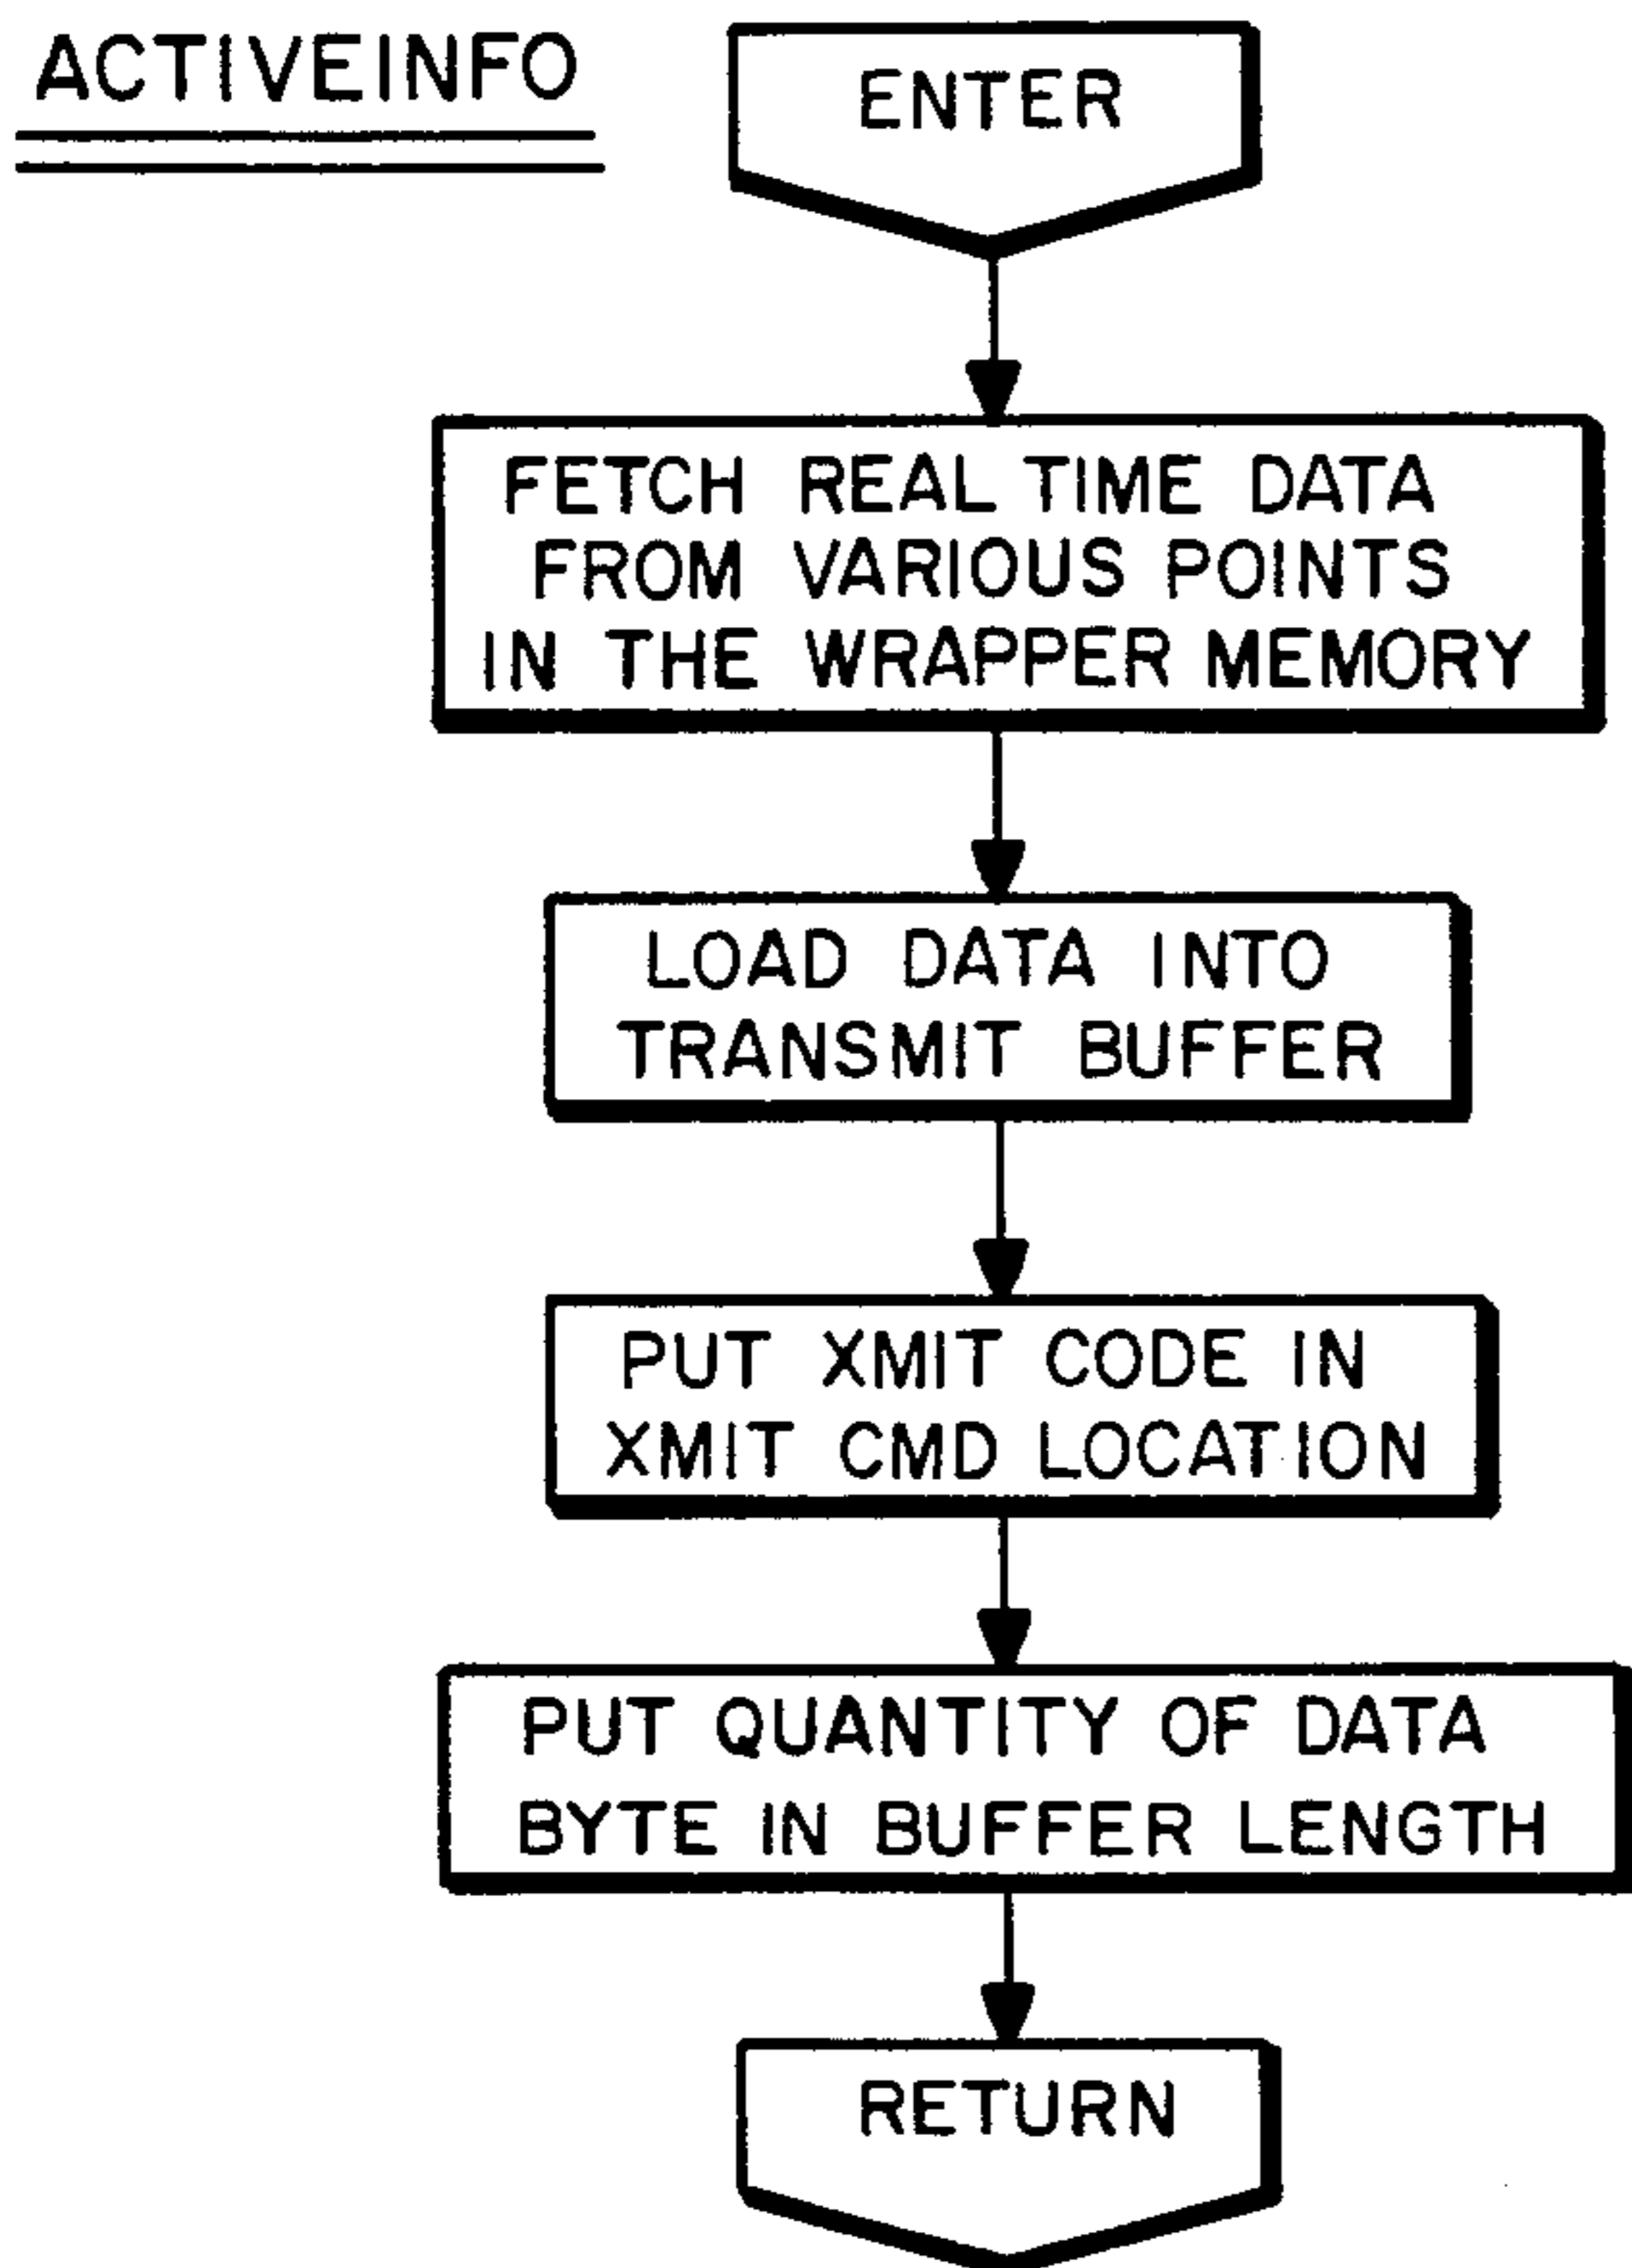 ACTIVEINFO
ENTER
FETCH REAL TIME DATA
FROM VARIOUS POINTS
IN THE WRAPPER MEMORY
LOAD DATA INTO
TRANSMIT BUFFER
PUT XMIT CODE IN
XMIT CMD LOCATION
PUT QUANTITY OF DATA
BYTE IN BUFFER LENGTH
RETURN